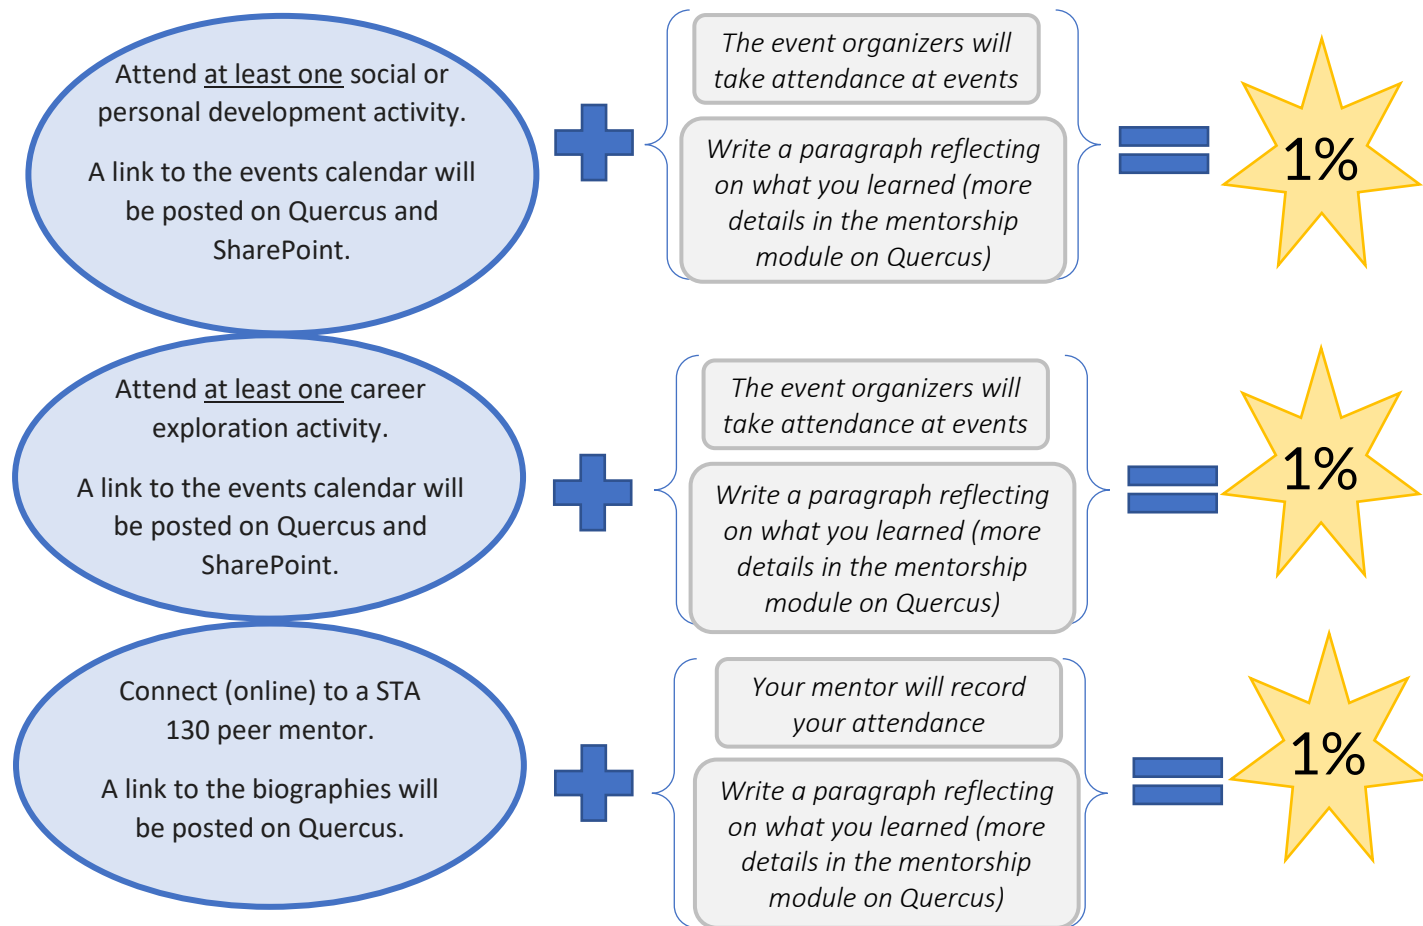 Attend at least one social or
personal development activity.
A link to the events calendar will
be posted on Quercus and
SharePoint.
The event organizers will
take attendance at events
Write a paragraph reflecting
on what you learned (more
details in the mentorship
module on Quercus)
1%
Attend at least one career
exploration activity.
A link to the events calendar will
be posted on Quercus and
SharePoint.
The event organizers will
take attendance at events
Write a paragraph reflecting
on what you learned (more
details in the mentorship
module on Quercus)
1%
Connect (online) to a STA
130 peer mentor.
A link to the biographies will
be posted on Quercus.
Your mentor will record
your attendance
Write a paragraph reflecting
on what you learned (more
details in the mentorship
module on Quercus)
1%